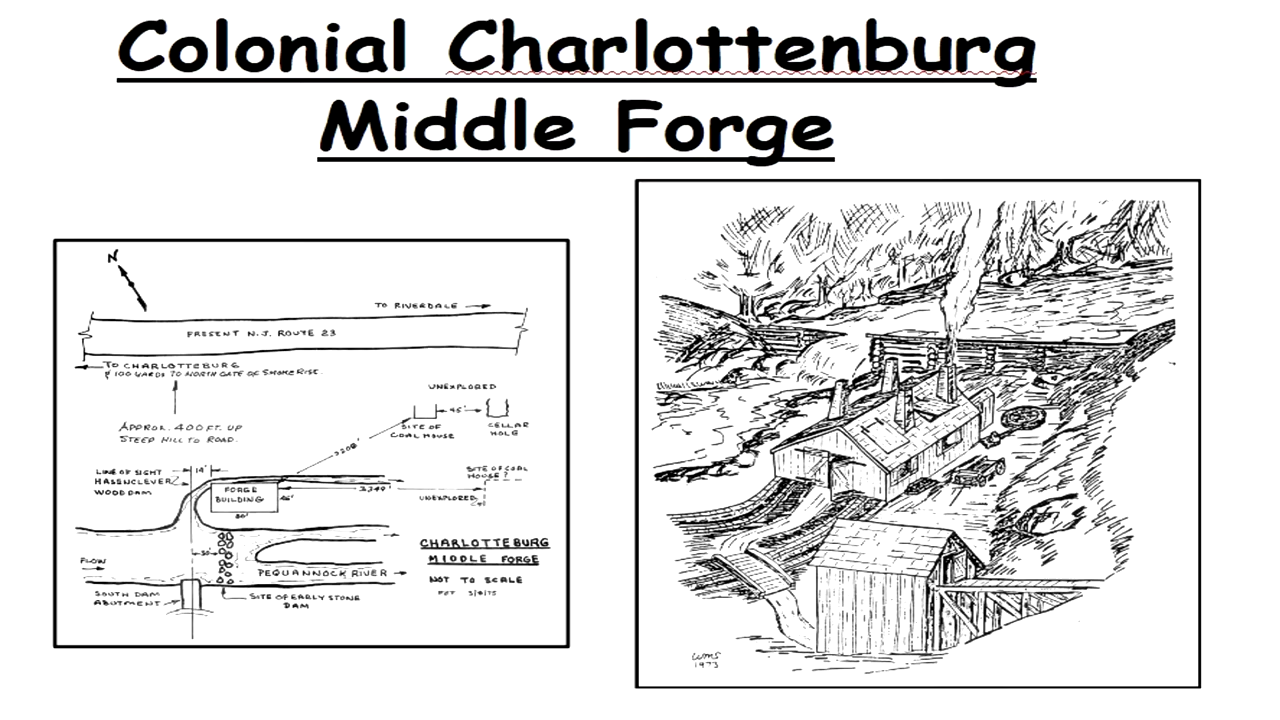 Colonial Charlottenburg
Middle Forge
N
TO RIVERDALE
PRESENT N.J. ROUTE 23
TO CHARLOTTEBURG
100 YARDS TO NORTH GATE OF SMOKE RISE.
APPROX. 400 FT. UP
STEEP HILL TO ROAD.
UNEXPLORED
45'
SITE OF
COAL HOUSE
CELLAR
HOLE
LINE OF SIGHT
HASENCLEVER
WOOD DAM
14'
FORGE
BUILDING
SITE OF COAL
HOUSE?
UNEXPLORED
FLOW
CHARLOTTEBURG
MIDDLE FORGE
NOT TO SCALE
PEQUANNOCK RIVER
SOUTH DAM
ABUTMENT
SITE OF EARLY STONE
DAM
1973